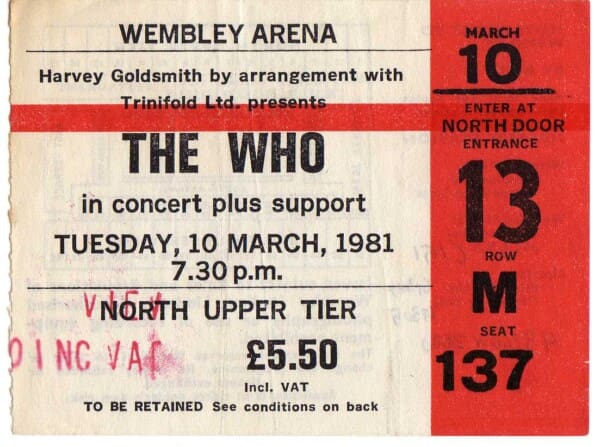 WEMBLEY ARENA
Harvey Goldsmith by arrangement with
Trinifold Ltd. presents
THE WHO
in concert plus support
TUESDAY, 10 MARCH, 1981
7.30 p.m.
VIEW
NORTH UPPER TIER
£5.50
Incl. VAT
TO BE RETAINED See conditions on back
MARCH
10
ENTER AT
NORTH DOOR
ENTRANCE
13
ROW
M
SEAT
137